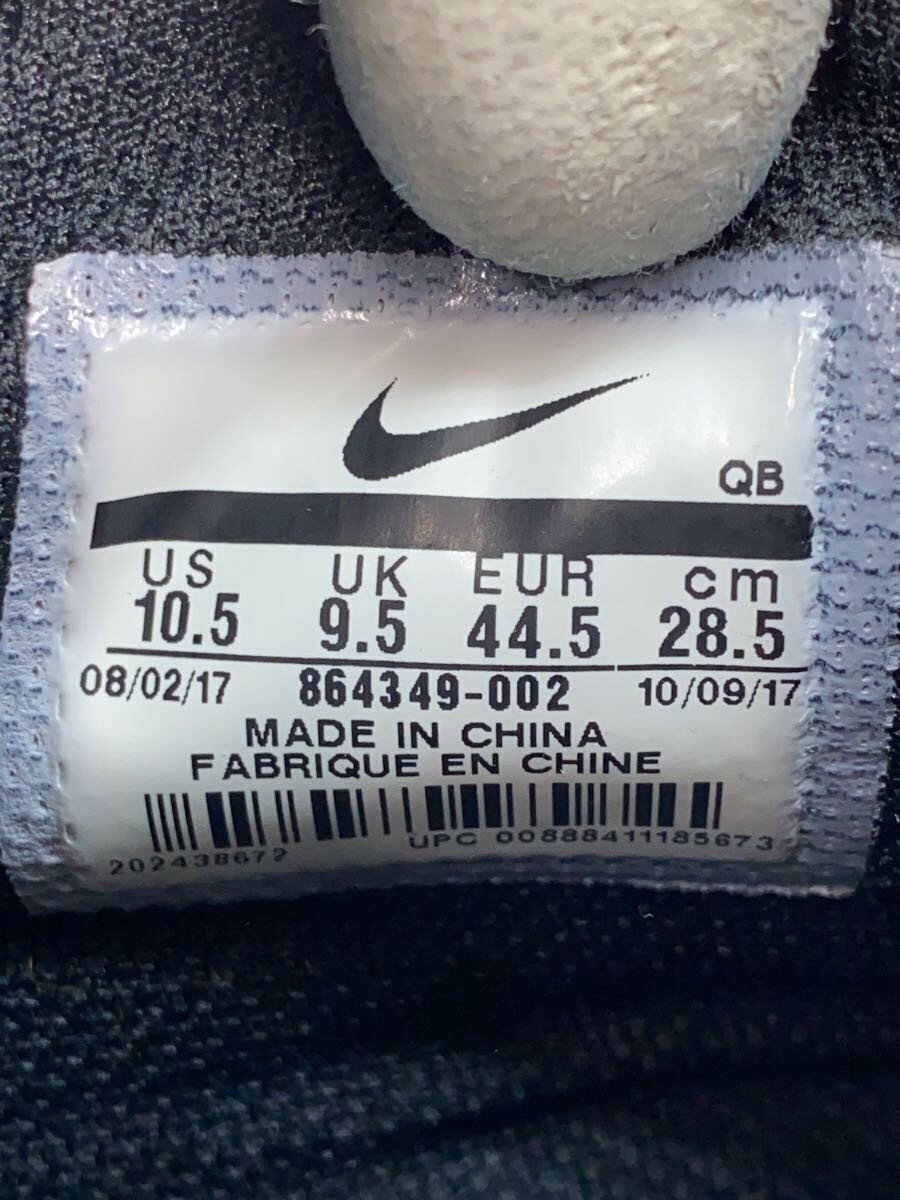 QB
US UK EUR cm
10.5 9.5 44.5 28.5
08/02/17 864349-002 10/09/17
MADE IN CHINA
FABRIQUE EN CHINE
202438672 UPC 00888411185673